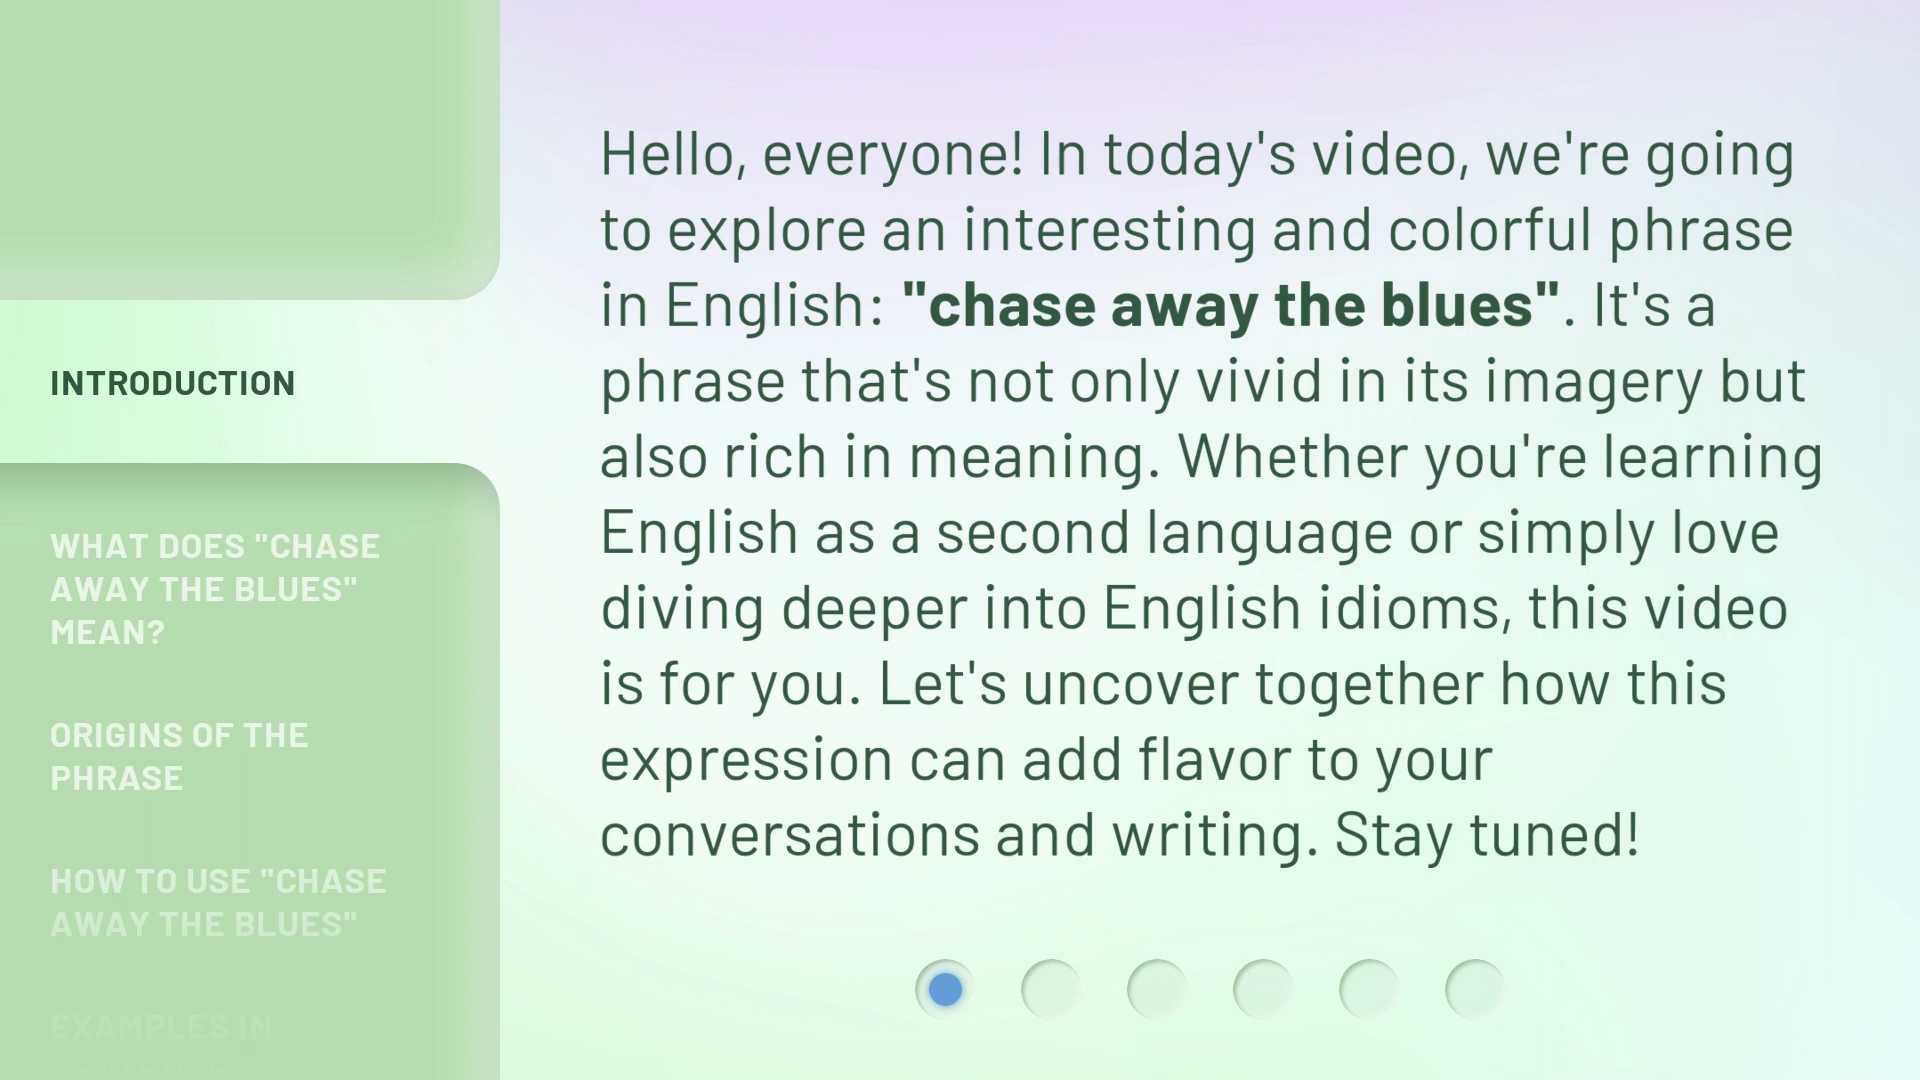 INTRODUCTION
WHAT DOES "CHASE
AWAY THE BLUES"
MEAN?
ORIGINS OF THE
PHRASE
HOW TO USE "CHASE
AWAY THE BLUES"
EXAMPLES IN
SENTENCES
Hello, everyone! In today's video, we're going
to explore an interesting and colorful phrase
in English: "chase away the blues". It's a
phrase that's not only vivid in its imagery but
also rich in meaning. Whether you're learning
English as a second language or simply love
diving deeper into English idioms, this video
is for you. Let's uncover together how this
expression can add flavor to your
conversations and writing. Stay tuned!